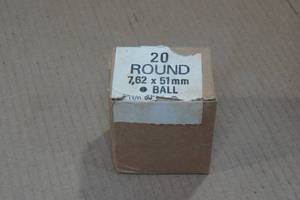 20
ROUND
7,62 x 51mm
● BALL